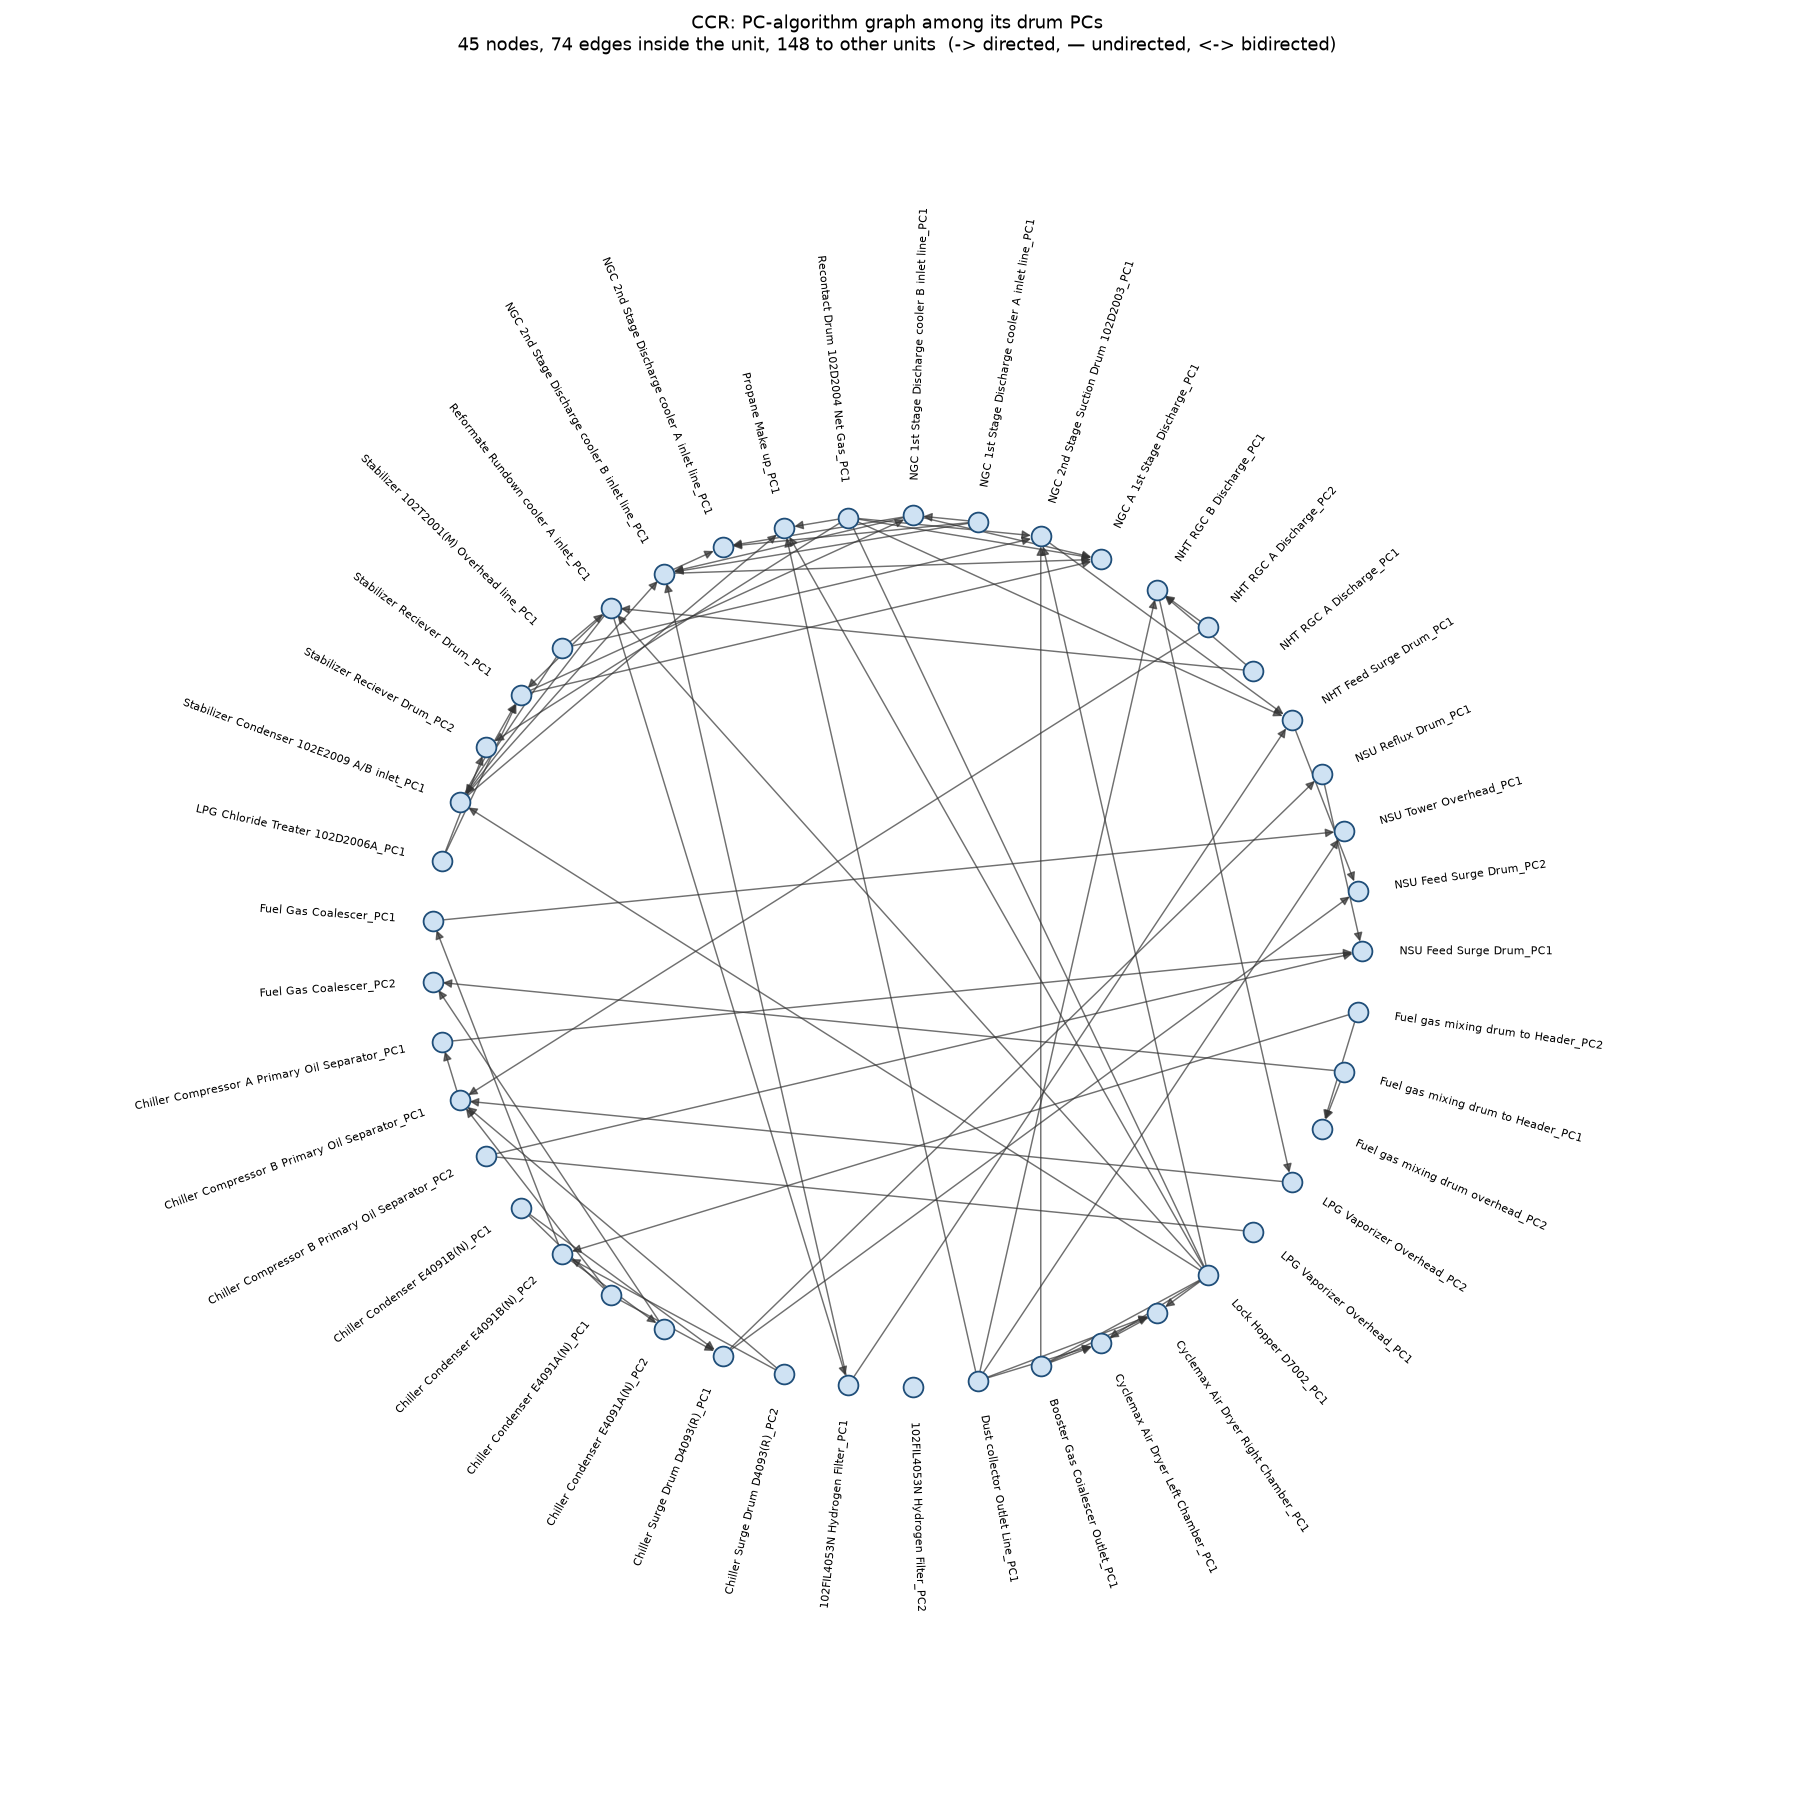 CCR: PC-algorithm graph among its drum PCs
45 nodes, 74 edges inside the unit, 148 to other units  (-> directed, — undirected, <-> bidirected)
NGC 1st Stage Discharge cooler B inlet line_PC1
NGC 1st Stage Discharge cooler A inlet line_PC1
NGC 2nd Stage Suction Drum 102D2003_PC1
NGC A 1st Stage Discharge_PC1
NHT RGC B Discharge_PC1
NHT RGC A Discharge_PC2
NHT RGC A Discharge_PC1
NHT Feed Surge Drum_PC1
NSU Reflux Drum_PC1
NSU Tower Overhead_PC1
NSU Feed Surge Drum_PC2
NSU Feed Surge Drum_PC1
Fuel gas mixing drum to Header_PC2
Fuel gas mixing drum to Header_PC1
Fuel gas mixing drum overhead_PC2
LPG Vaporizer Overhead_PC2
LPG Vaporizer Overhead_PC1
Lock Hopper D7002_PC1
Cyclemax Air Dryer Right Chamber_PC1
Cyclemax Air Dryer Left Chamber_PC1
Booster Gas Coialescer Outlet_PC1
Dust collector Outlet Line_PC1
102FIL4053N Hydrogen Filter_PC2
102FIL4053N Hydrogen Filter_PC1
Chiller Surge Drum D4093(R)_PC2
Chiller Surge Drum D4093(R)_PC1
Chiller Condenser E4091A(N)_PC2
Chiller Condenser E4091A(N)_PC1
Chiller Condenser E4091B(N)_PC2
Chiller Condenser E4091B(N)_PC1
Chiller Compressor B Primary Oil Separator_PC2
Chiller Compressor B Primary Oil Separator_PC1
Chiller Compressor A Primary Oil Separator_PC1
Fuel Gas Coalescer_PC2
Fuel Gas Coalescer_PC1
LPG Chloride Treater 102D2006A_PC1
Stabilizer Condenser 102E2009 A/B inlet_PC1
Stabilizer Reciever Drum_PC2
Stabilizer Reciever Drum_PC1
Stabilizer 102T2001(M) Overhead line_PC1
Reformate Rundown cooler A inlet_PC1
NGC 2nd Stage Discharge cooler B inlet line_PC1
NGC 2nd Stage Discharge cooler A inlet line_PC1
Propane Make up_PC1
Recontact Drum 102D2004 Net Gas_PC1